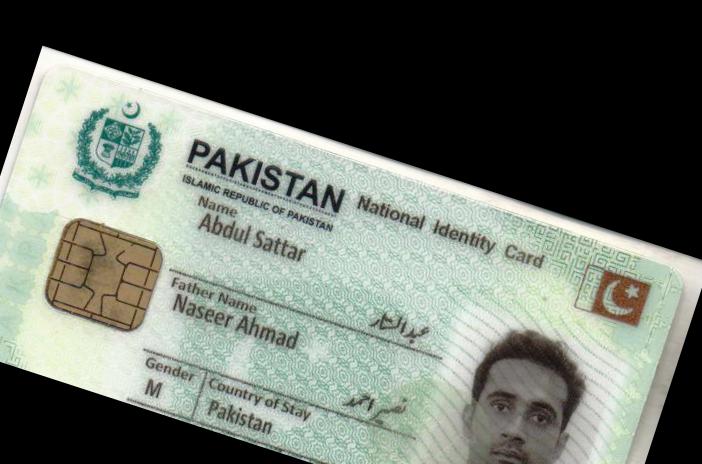 PAKISTAN National Identity Card
ISLAMIC REPUBLIC OF PAKISTAN
Name
Abdul Sattar
عبدالستار
Father Name
Naseer Ahmad
نصیر احمد
Gender
M
Country of Stay
Pakistan